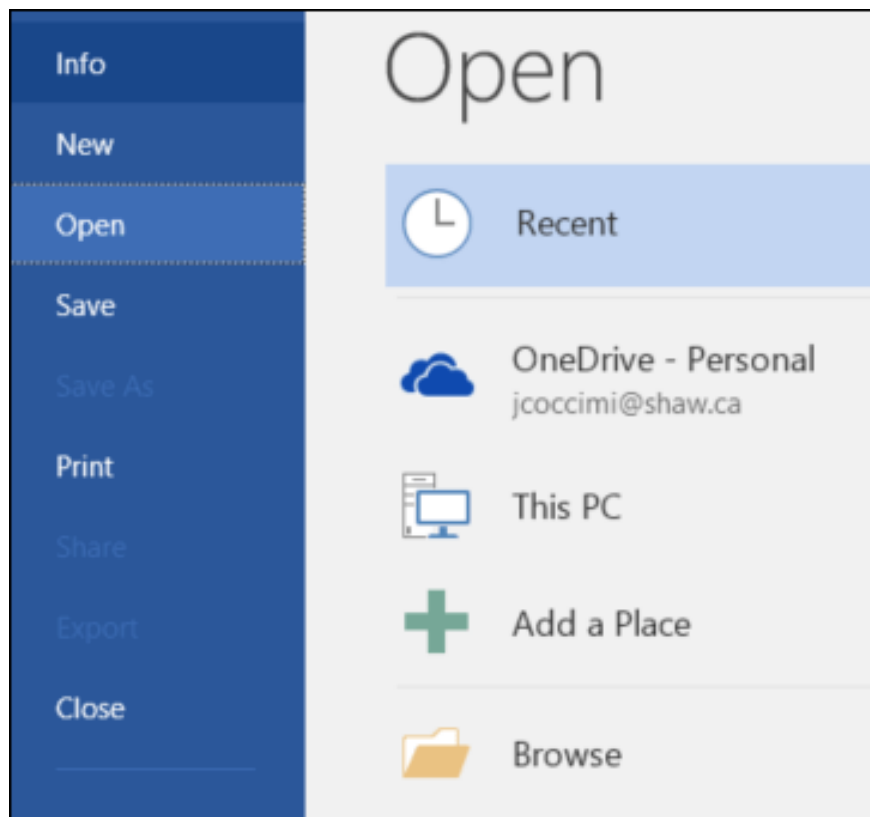 Info
New
Open
Save
Save As
Print
Share
Export
Close
Open
Recent
OneDrive - Personal
jcoccimi@shaw.ca
This PC
Add a Place
Browse